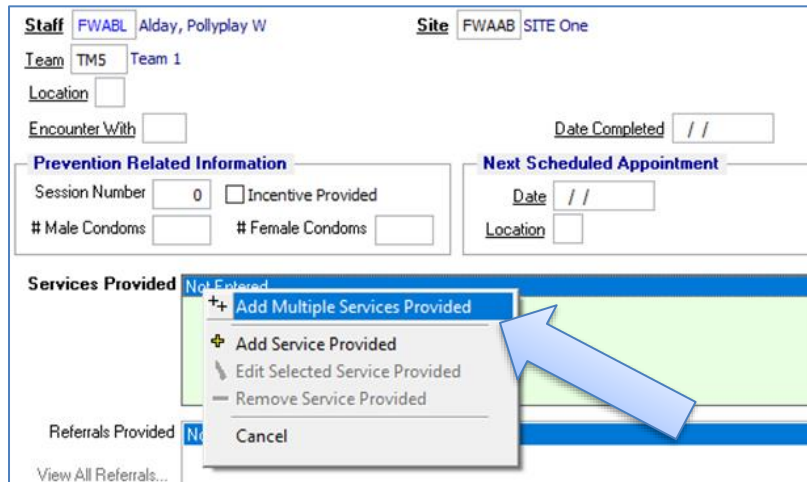 Staff FWABL Alday, Pollyplay W Site FWAAB SITE One
Team TM5 Team 1
Location
Encounter With Date Completed / /
Prevention Related Information Next Scheduled Appointment
Session Number 0 Incentive Provided Date / /
# Male Condoms # Female Condoms Location
Services Provided Not Entered
Add Multiple Services Provided
Add Service Provided
Edit Selected Service Provided
Remove Service Provided
Referrals Provided
Cancel
View All Referrals...